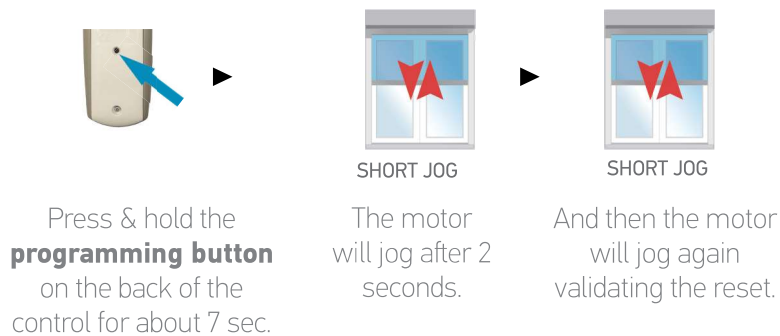 SHORT JOG
SHORT JOG
Press & hold the
programming button
on the back of the
control for about 7 sec.
The motor
will jog after 2
seconds.
And then the motor
will jog again
validating the reset.